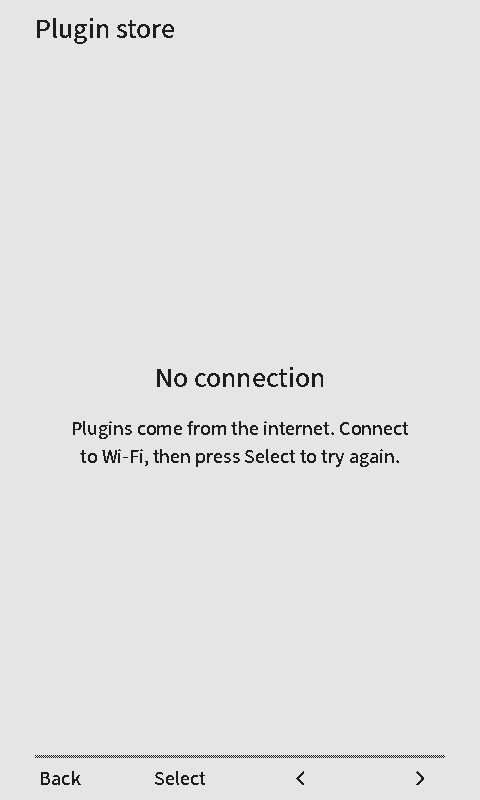 Plugin store
No connection
Plugins come from the internet. Connect
to Wi-Fi, then press Select to try again.
Back Select < >